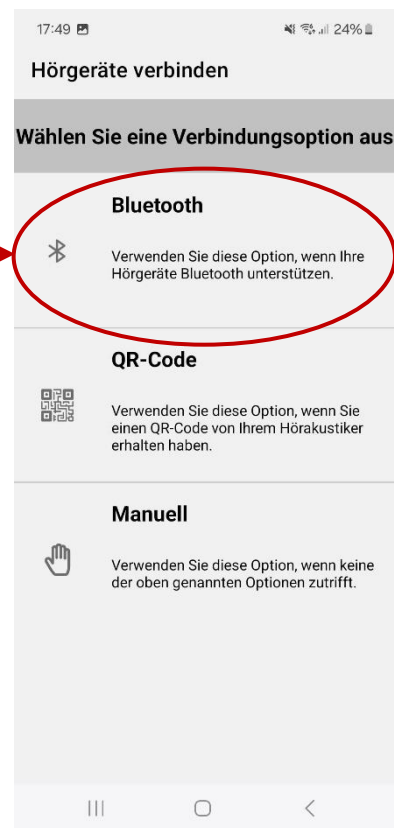 17:49 24%
Hörgeräte verbinden
Wählen Sie eine Verbindungsoption aus
Bluetooth
Verwenden Sie diese Option, wenn Ihre
Hörgeräte Bluetooth unterstützen.
QR-Code
Verwenden Sie diese Option, wenn Sie
einen QR-Code von Ihrem Hörakustiker
erhalten haben.
Manuell
Verwenden Sie diese Option, wenn keine
der oben genannten Optionen zutrifft.